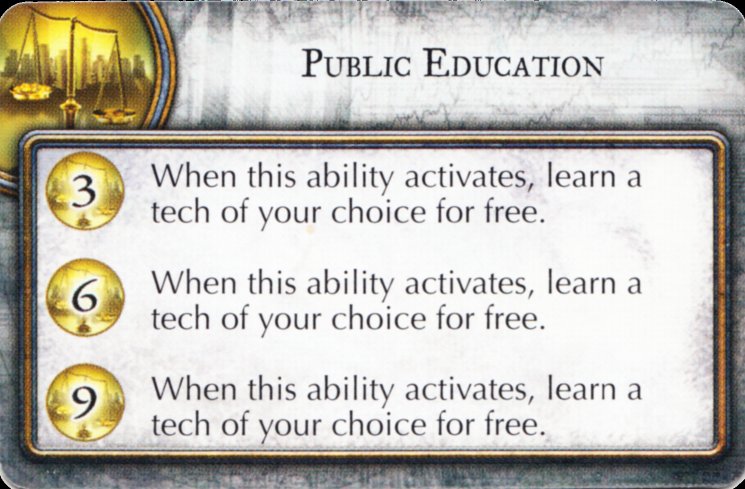 Public Education
3 When this ability activates, learn a
tech of your choice for free.
6 When this ability activates, learn a
tech of your choice for free.
9 When this ability activates, learn a
tech of your choice for free.